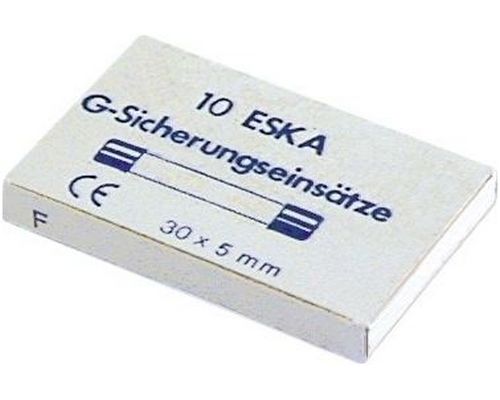 10 ESKA
G-Sicherungseinsätze
CE
30 x 5 mm
F